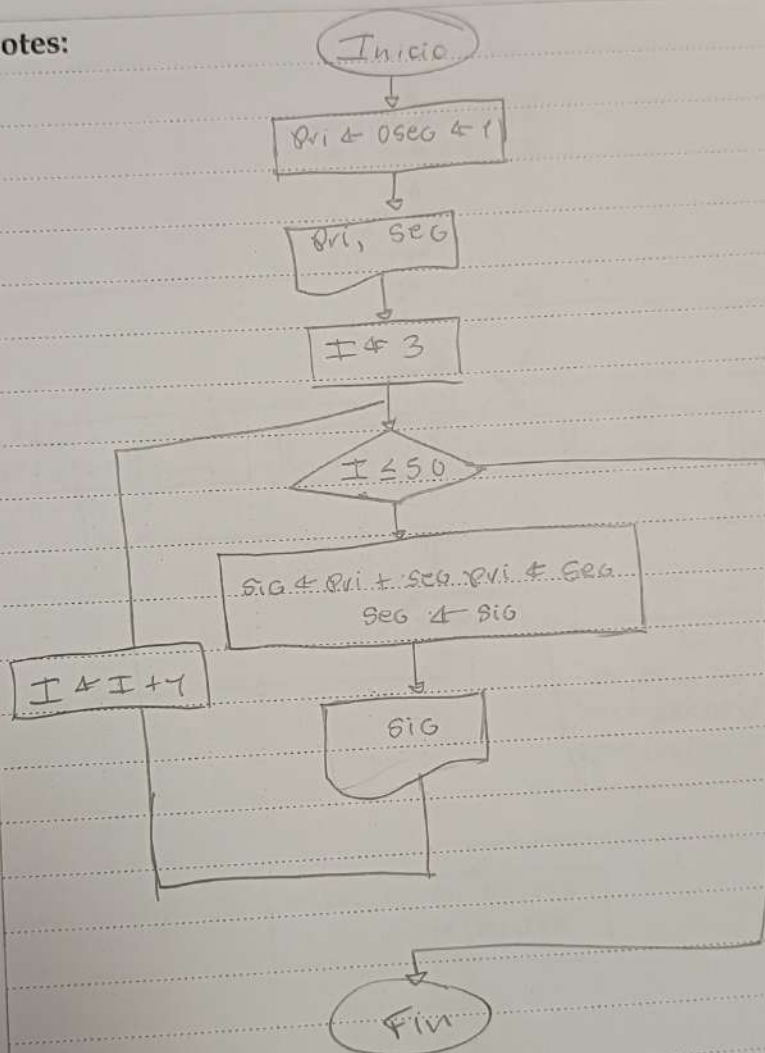 otes:
Inicio
Pri ← 0 SEG ← 1
Pri, SEG
I ← 3
I ≤ 50
SiG ← Pri + SEG Pri ← SEG
SEG ← SiG
I ← I + 1
SiG
Fin